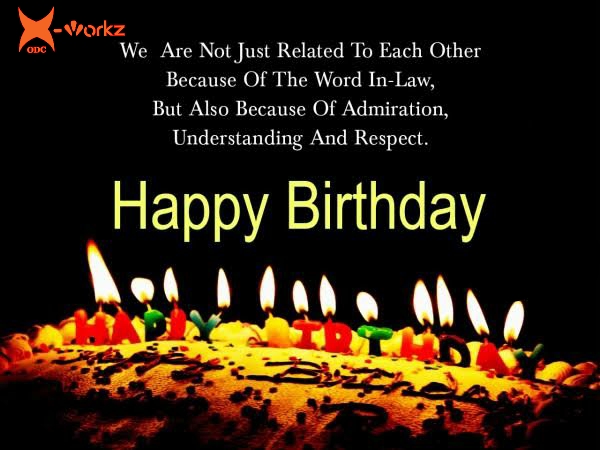 X-Workz
ODC
We Are Not Just Related To Each Other
Because Of The Word In-Law,
But Also Because Of Admiration,
Understanding And Respect.
Happy Birthday
HAPPY BIRTHDAY